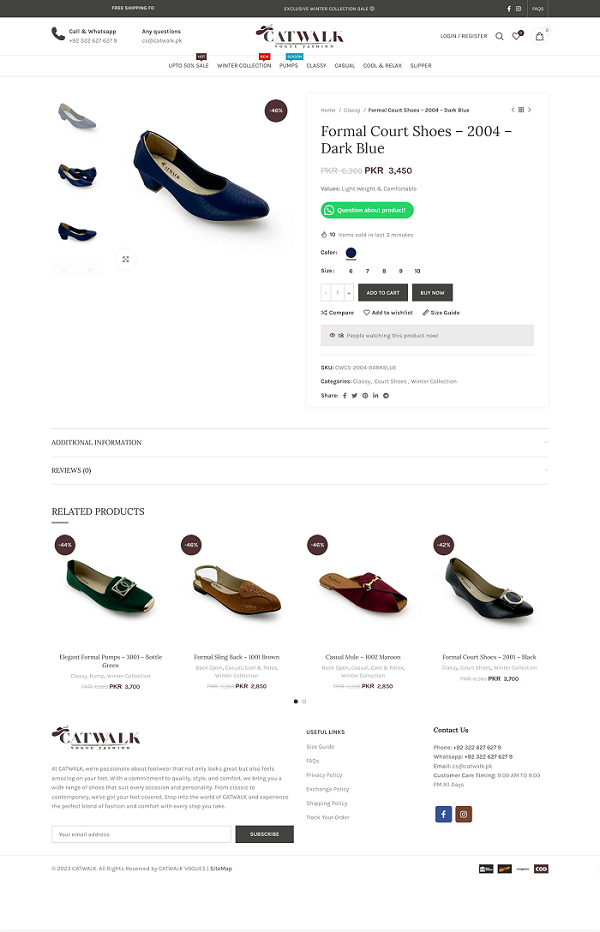 FREE SHIPPING FO
EXCLUSIVE WINTER COLLECTION SALE
FAQS
Call & Whatsapp
+92 322 627 627 9
Any questions
cs@catwalk.pk
CATWALK
VOGUE FASHION
LOGIN / REGISTER
0
0
HOT
NEW
SEASON
UPTO 50% SALE
WINTER COLLECTION
PUMPS
CLASSY
CASUAL
COOL & RELAX
SLIPPER
-46%
Home / Classy / Formal Court Shoes – 2004 – Dark Blue
Formal Court Shoes – 2004 –
Dark Blue
PKR 6,360 PKR 3,450
Values: Light Weight & Comfortable
Question about product!
10 Items sold in last 3 minutes
Color:
Size: 6 7 8 9 10
- 1 +
ADD TO CART
BUY NOW
Compare
Add to wishlist
Size Guide
18 People watching this product now!
SKU: CWCS-2004-DARKBLUE
Categories: Classy, Court Shoes, Winter Collection
Share:
ADDITIONAL INFORMATION
REVIEWS (0)
RELATED PRODUCTS
-44%
-46%
-46%
-42%
Elegant Formal Pumps – 3001 – Bottle
Green
Classy, Pump, Winter Collection
PKR 3,700
Formal Sling Back – 1001 Brown
Back Open, Casual, Cool & Relax,
Winter Collection
PKR 2,850
Casual Mule – 1002 Maroon
Back Open, Casual, Cool & Relax,
Winter Collection
PKR 2,850
Formal Court Shoes – 2001 – Black
Classy, Court Shoes, Winter Collection
PKR 3,700
CATWALK
VOGUE FASHION
At CATWALK, we're passionate about footwear that not only looks great but also feels
amazing on your feet. With a commitment to quality, style, and comfort, we bring you a
wide range of shoes that suit every occasion and personality. From classic to
contemporary, we've got your feet covered. Step into the world of CATWALK and experience
the perfect blend of fashion and comfort with every step you take.
Your email address
SUBSCRIBE
USEFUL LINKS
Size Guide
FAQs
Privacy Policy
Exchange Policy
Shipping Policy
Track Your Order
Contact Us
Phone: +92 322 627 627 9
Whatsapp: +92 322 627 627 9
Email: cs@catwalk.pk
Customer Care Timing: 9:00 AM TO 9:00
PM All Days
© 2023 CATWALK. All Rights Reserved by CATWALK VOGUES | SiteMap
COD